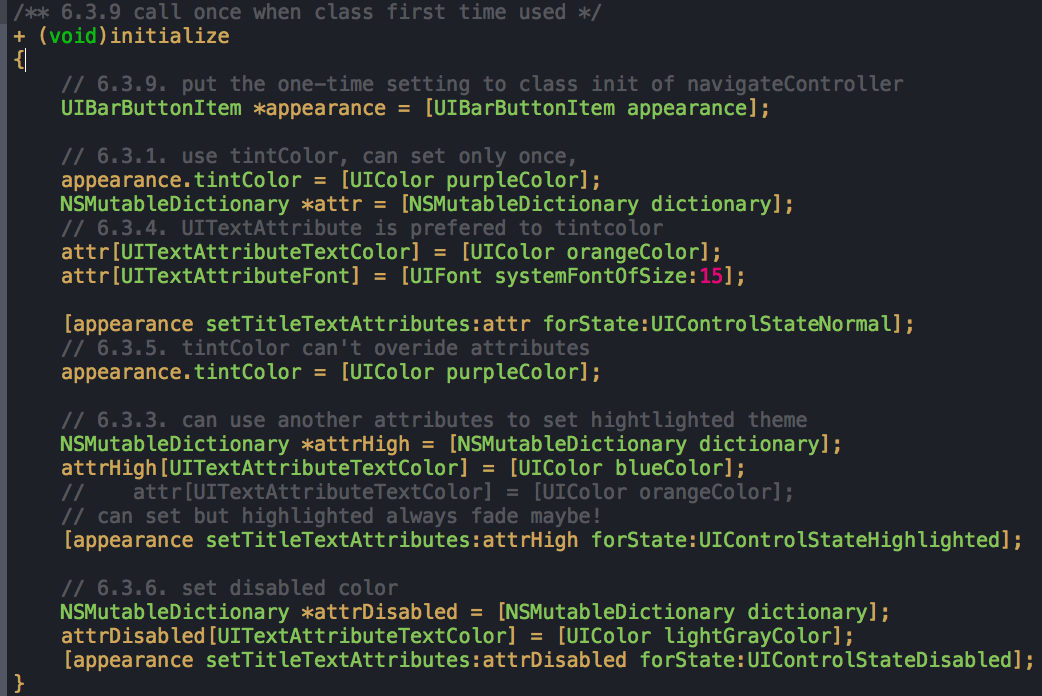 /** 6.3.9 call once when class first time used */
+ (void)initialize
{
    // 6.3.9. put the one-time setting to class init of navigateController
    UIBarButtonItem *appearance = [UIBarButtonItem appearance];

    // 6.3.1. use tintColor, can set only once,
    appearance.tintColor = [UIColor purpleColor];
    NSMutableDictionary *attr = [NSMutableDictionary dictionary];
    // 6.3.4. UITextAttribute is prefered to tintcolor
    attr[UITextAttributeTextColor] = [UIColor orangeColor];
    attr[UITextAttributeFont] = [UIFont systemFontOfSize:15];

    [appearance setTitleTextAttributes:attr forState:UIControlStateNormal];
    // 6.3.5. tintColor can't overide attributes
    appearance.tintColor = [UIColor purpleColor];

    // 6.3.3. can use another attributes to set hightlighted theme
    NSMutableDictionary *attrHigh = [NSMutableDictionary dictionary];
    attrHigh[UITextAttributeTextColor] = [UIColor blueColor];
    //    attr[UITextAttributeTextColor] = [UIColor orangeColor];
    // can set but highlighted always fade maybe!
    [appearance setTitleTextAttributes:attrHigh forState:UIControlStateHighlighted];

    // 6.3.6. set disabled color
    NSMutableDictionary *attrDisabled = [NSMutableDictionary dictionary];
    attrDisabled[UITextAttributeTextColor] = [UIColor lightGrayColor];
    [appearance setTitleTextAttributes:attrDisabled forState:UIControlStateDisabled];
}